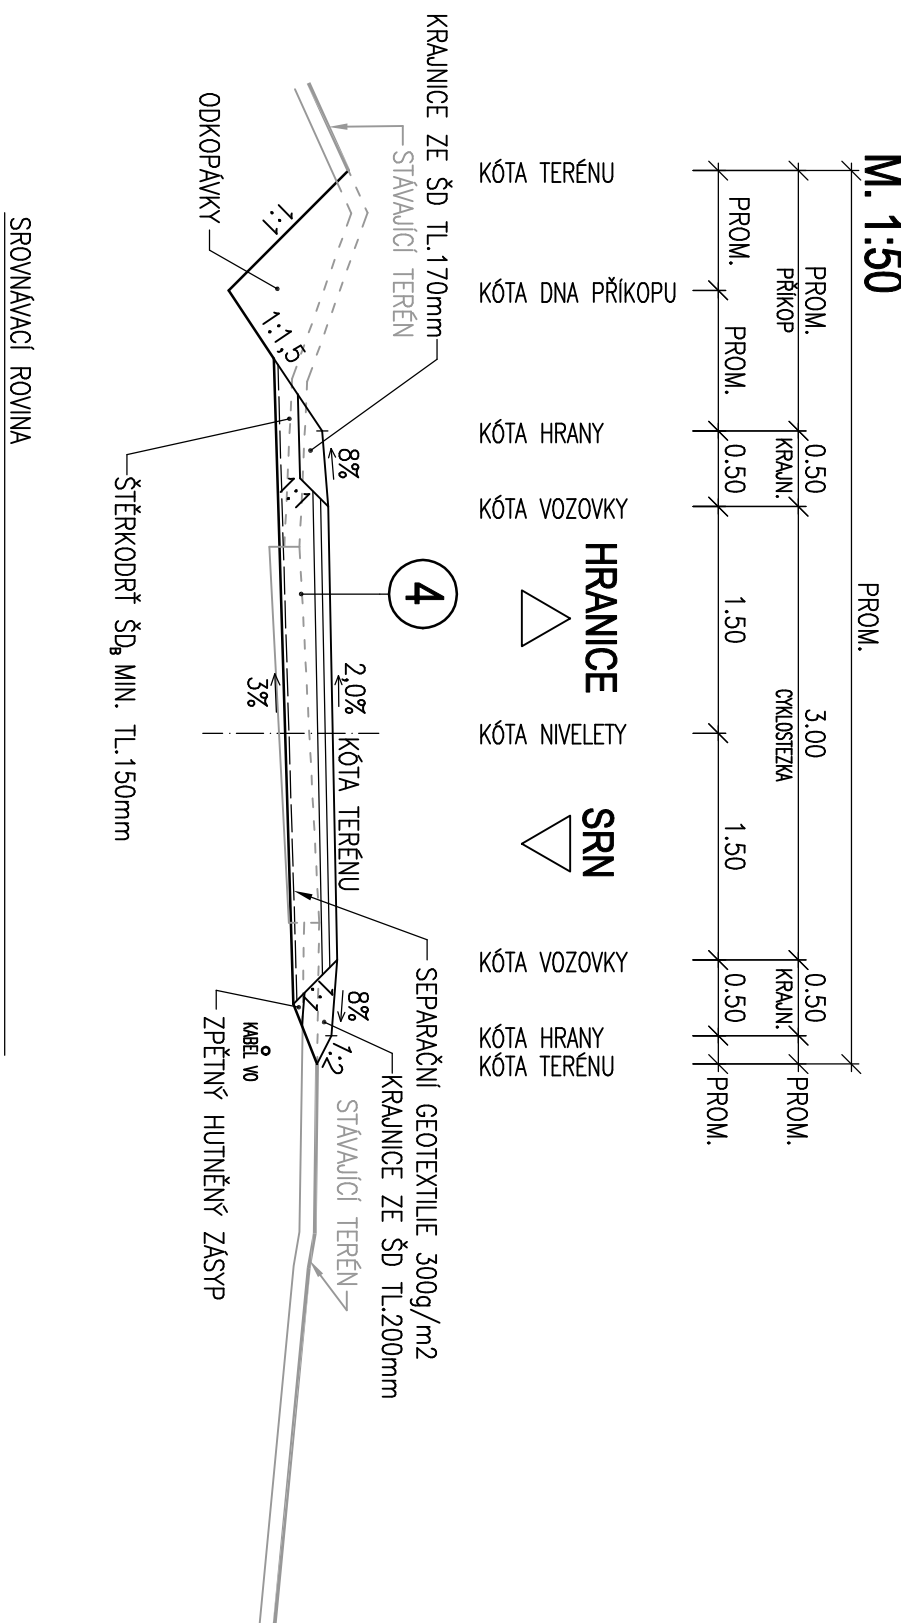 M. 1:50
PROM.
PROM.
PŘÍKOP
0.50
KRAJN.
3.00
CYKLOSTEZKA
0.50
KRAJN.
PROM.
PROM.
PROM.
0.50
1.50
1.50
0.50
PROM.
KÓTA TERÉNU
KÓTA DNA PŘÍKOPU
KÓTA HRANY
KÓTA VOZOVKY
KÓTA NIVELETY
KÓTA VOZOVKY
KÓTA HRANY
KÓTA TERÉNU
HRANICE
SRN
KRAJNICE ZE ŠD TL.170mm
STÁVAJÍCÍ TERÉN
4
SEPARAČNÍ GEOTEXTILIE 300g/m2
KRAJNICE ZE ŠD TL.200mm
STÁVAJÍCÍ TERÉN
8%
2,0%
KÓTA TERÉNU
8%
1:2
1:1
1:1,5
1:1
1:1
3%
KABEL VO
ODKOPÁVKY
ZPĚTNÝ HUTNĚNÝ ZÁSYP
ŠTĚRKODRŤ ŠDB MIN. TL.150mm
SROVNÁVACÍ ROVINA